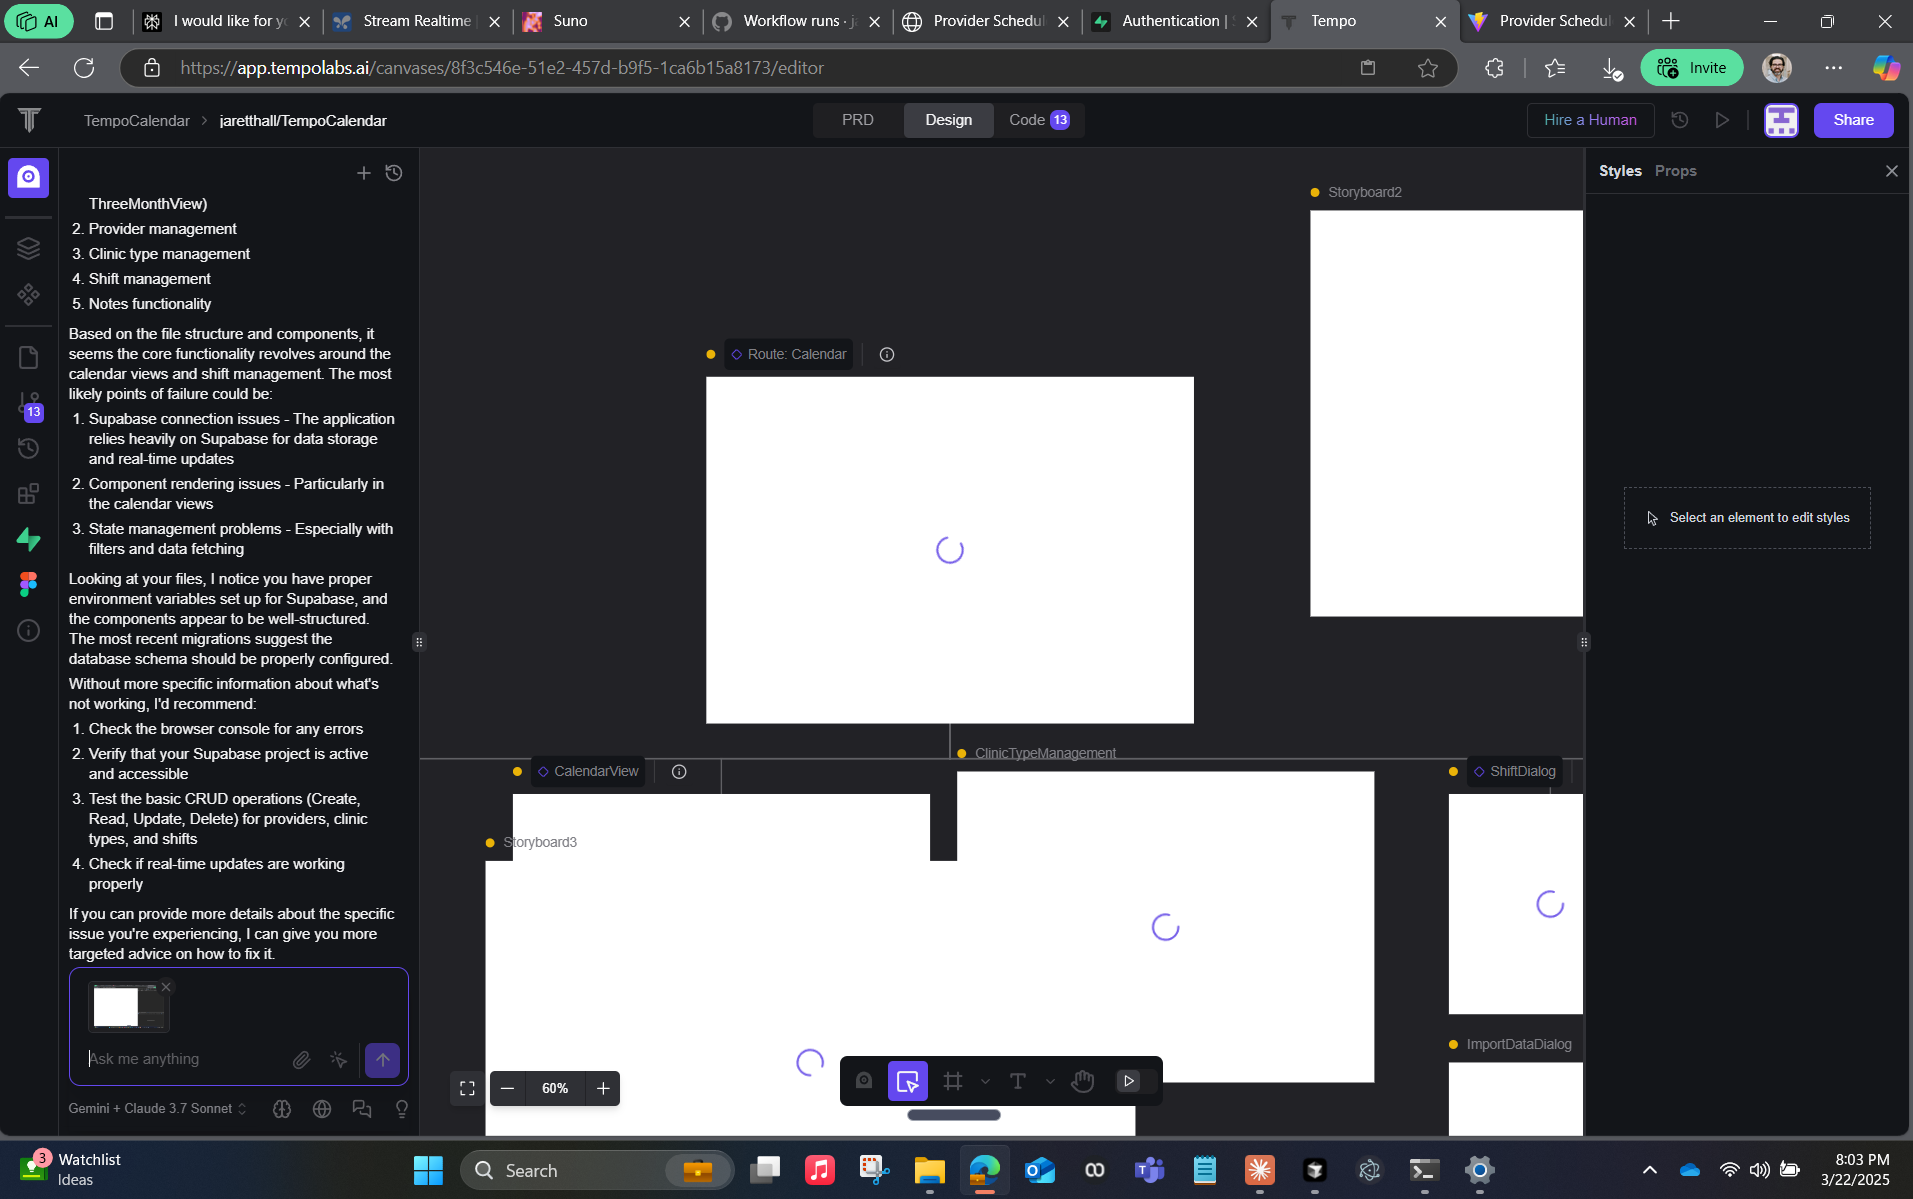 AI
I would like for y
Stream Realtime
Suno
Workflow runs · ja
Provider Schedul
Authentication | S
Tempo
Provider Schedul
https://app.tempolabs.ai/canvases/8f3c546e-51e2-457d-b9f5-1ca6b15a8173/editor
Invite
TempoCalendar > jaretthall/TempoCalendar
PRD
Design
Code 13
Hire a Human
Share
ThreeMonthView)
2. Provider management
3. Clinic type management
4. Shift management
5. Notes functionality
Based on the file structure and components, it
seems the core functionality revolves around the
calendar views and shift management. The most
likely points of failure could be:
1. Supabase connection issues - The application
relies heavily on Supabase for data storage
and real-time updates
2. Component rendering issues - Particularly in
the calendar views
3. State management problems - Especially with
filters and data fetching
Looking at your files, I notice you have proper
environment variables set up for Supabase, and
the components appear to be well-structured.
The most recent migrations suggest the
database schema should be properly configured.
Without more specific information about what's
not working, I'd recommend:
1. Check the browser console for any errors
2. Verify that your Supabase project is active
and accessible
3. Test the basic CRUD operations (Create,
Read, Update, Delete) for providers, clinic
types, and shifts
4. Check if real-time updates are working
properly
If you can provide more details about the specific
issue you're experiencing, I can give you more
targeted advice on how to fix it.
Ask me anything
Gemini + Claude 3.7 Sonnet
13
Storyboard2
Route: Calendar
ClinicTypeManagement
CalendarView
ShiftDialog
Storyboard3
ImportDataDialog
60%
Styles
Props
Select an element to edit styles
3
Watchlist
Ideas
Search
8:03 PM
3/22/2025